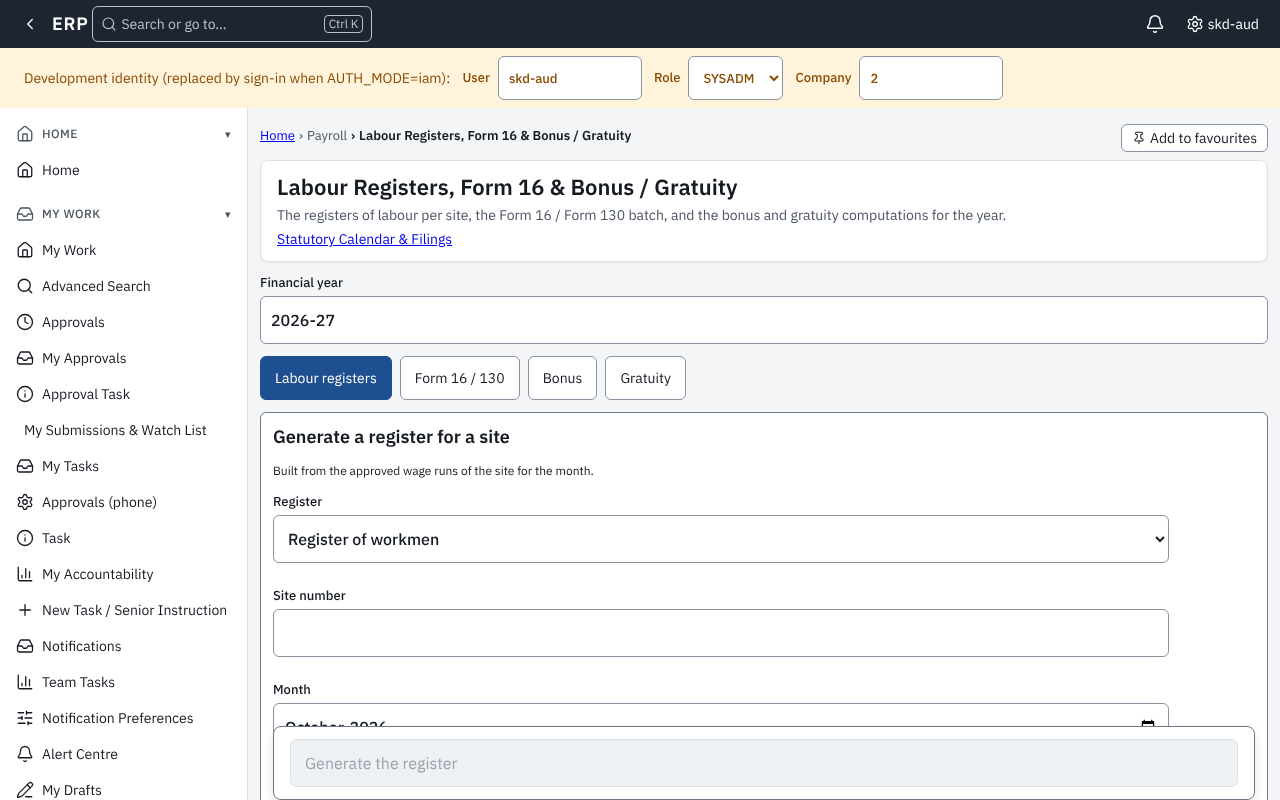 ERP
Search or go to...
Ctrl K
skd-aud
Development identity (replaced by sign-in when AUTH_MODE=iam):
User
skd-aud
Role
SYSADM
Company
2
HOME
Home
MY WORK
My Work
Advanced Search
Approvals
My Approvals
Approval Task
My Submissions & Watch List
My Tasks
Approvals (phone)
Task
My Accountability
New Task / Senior Instruction
Notifications
Team Tasks
Notification Preferences
Alert Centre
My Drafts
Home › Payroll › Labour Registers, Form 16 & Bonus / Gratuity
Add to favourites
Labour Registers, Form 16 & Bonus / Gratuity
The registers of labour per site, the Form 16 / Form 130 batch, and the bonus and gratuity computations for the year.
Statutory Calendar & Filings
Financial year
2026-27
Labour registers
Form 16 / 130
Bonus
Gratuity
Generate a register for a site
Built from the approved wage runs of the site for the month.
Register
Register of workmen
Site number
Month
October 2026
Generate the register